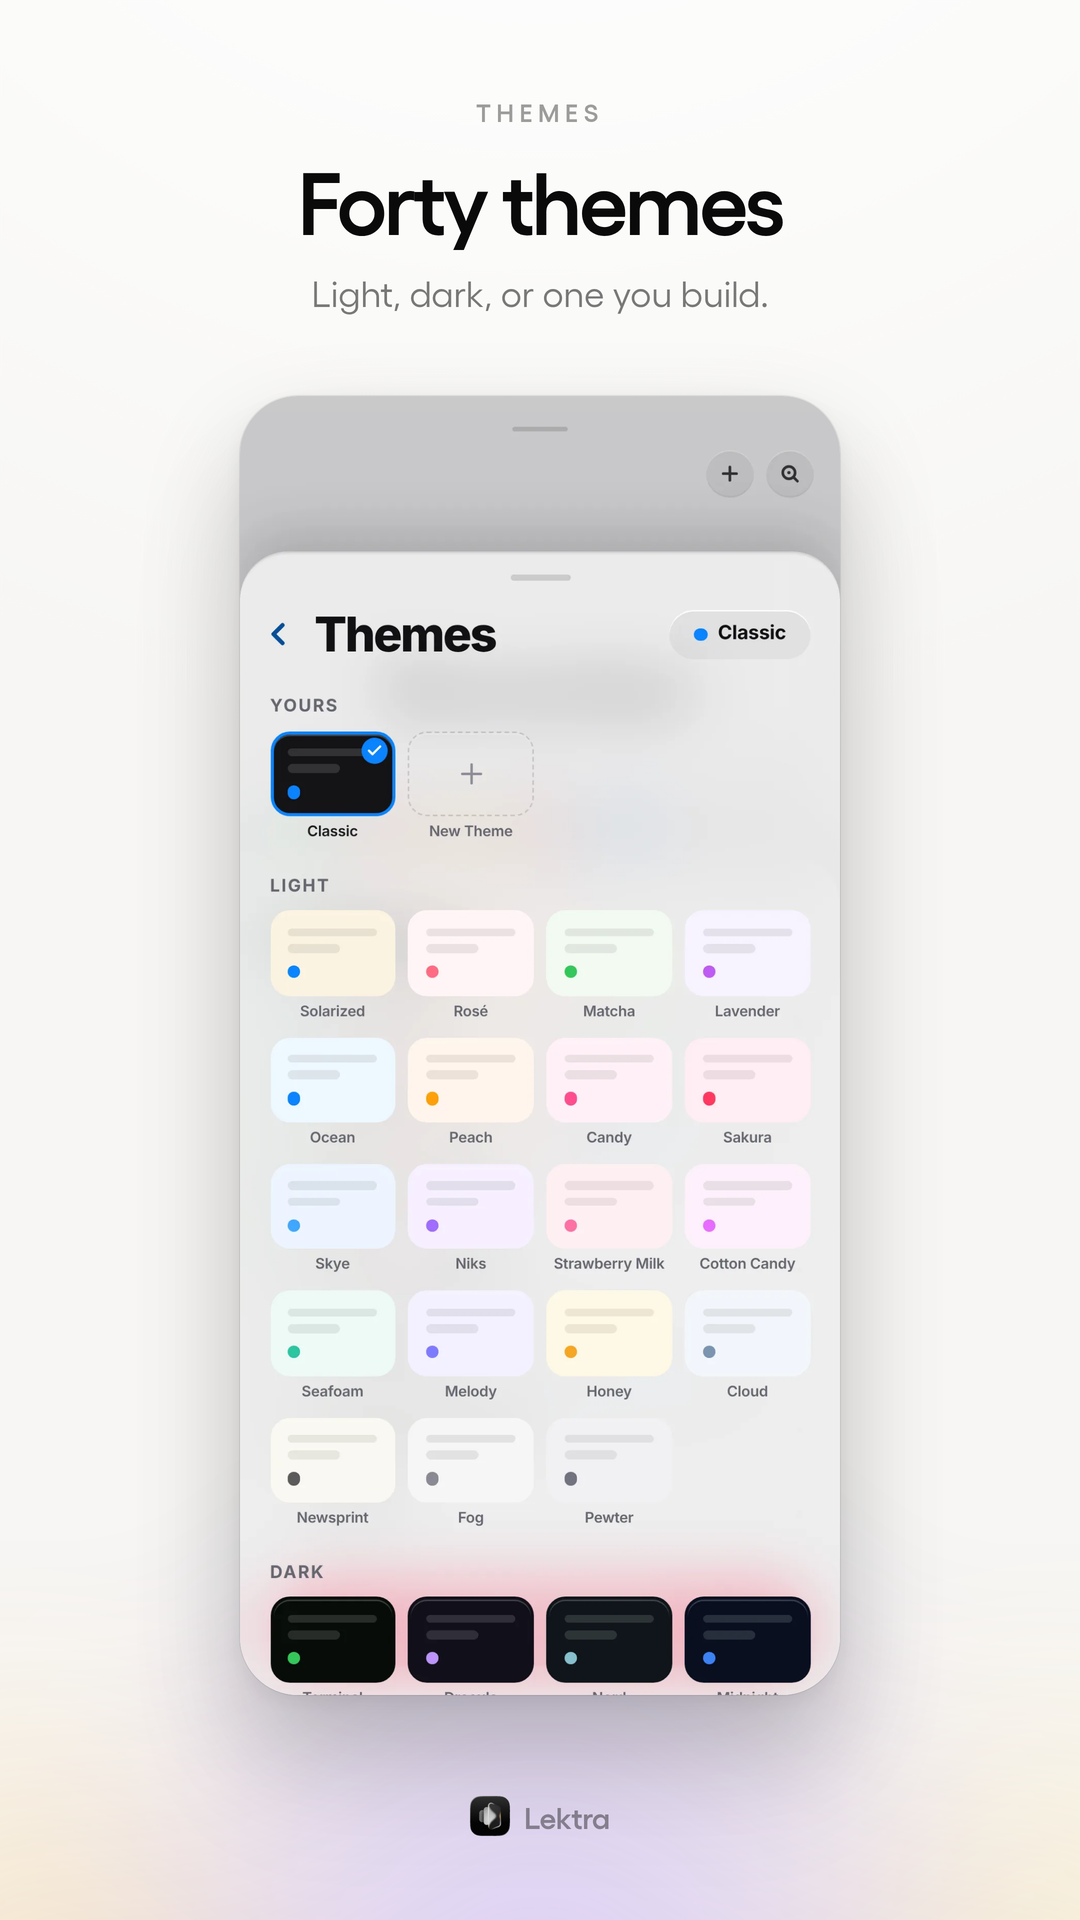 THEMES
Forty themes
Light, dark, or one you build.
Themes
Classic
YOURS
Classic
New Theme
LIGHT
Solarized
Rosé
Matcha
Lavender
Ocean
Peach
Candy
Sakura
Skye
Niks
Strawberry Milk
Cotton Candy
Seafoam
Melody
Honey
Cloud
Newsprint
Fog
Pewter
DARK
Lektra